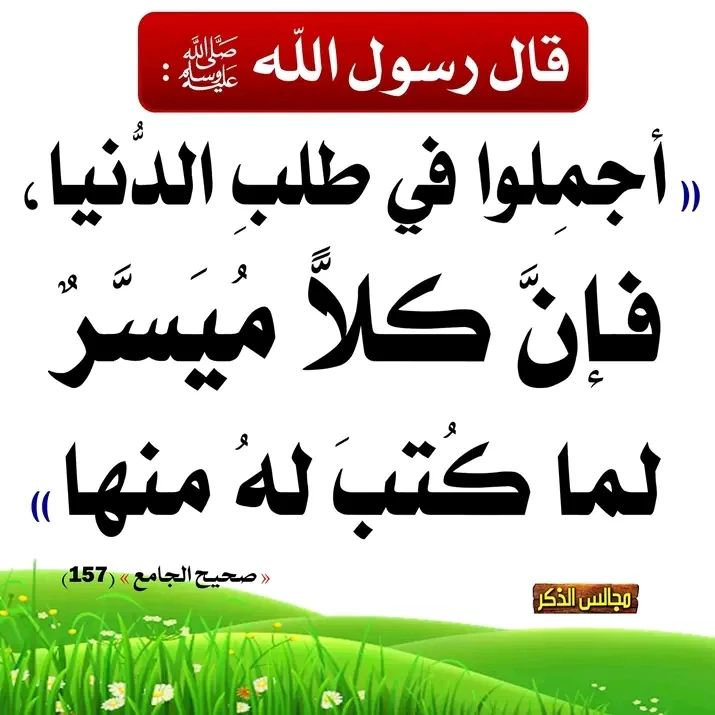 قال رسول الله ﷺ :
(( أجمِلوا في طلبِ الدُّنيا،
فإنَّ كلاًّ مُيَسَّرٌ
لما كُتبَ لهُ منها ))
« صحيح الجامع » (157)
مجالس الذكر